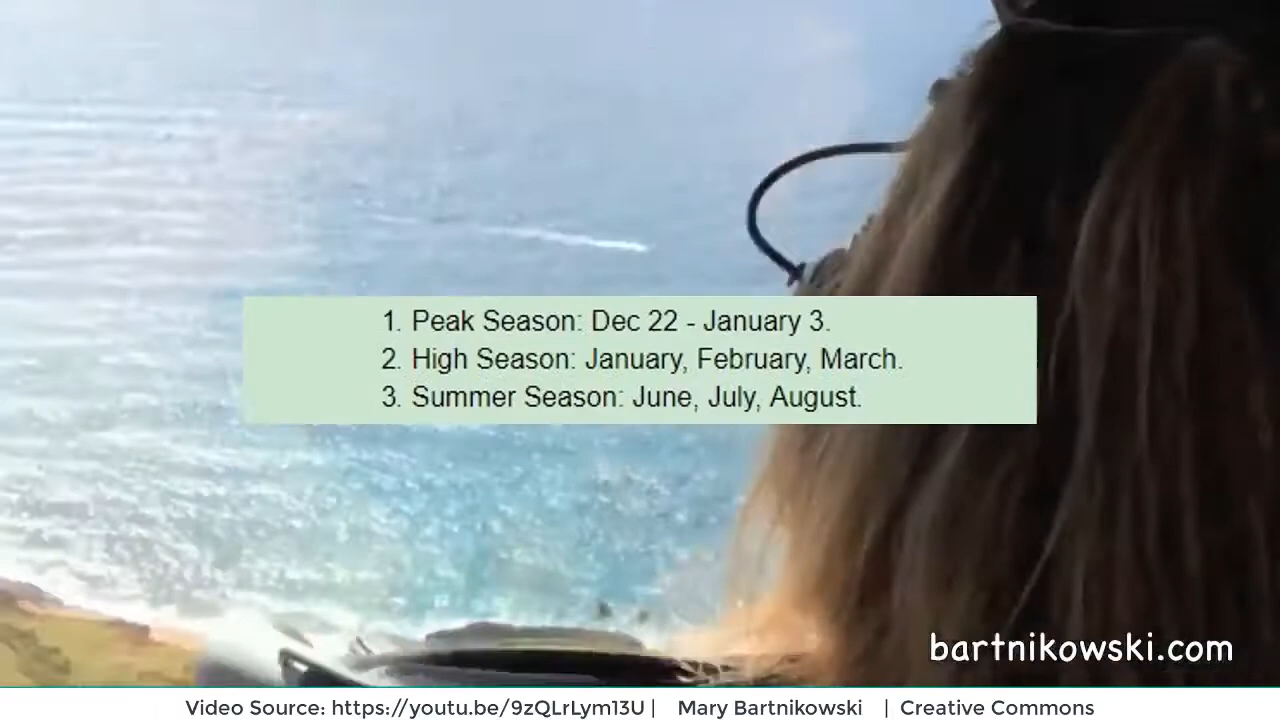 1. Peak Season: Dec 22 - January 3.
2. High Season: January, February, March.
3. Summer Season: June, July, August.
bartnikowski.com
Video Source: https://youtu.be/9zQLrLym13U | Mary Bartnikowski | Creative Commons